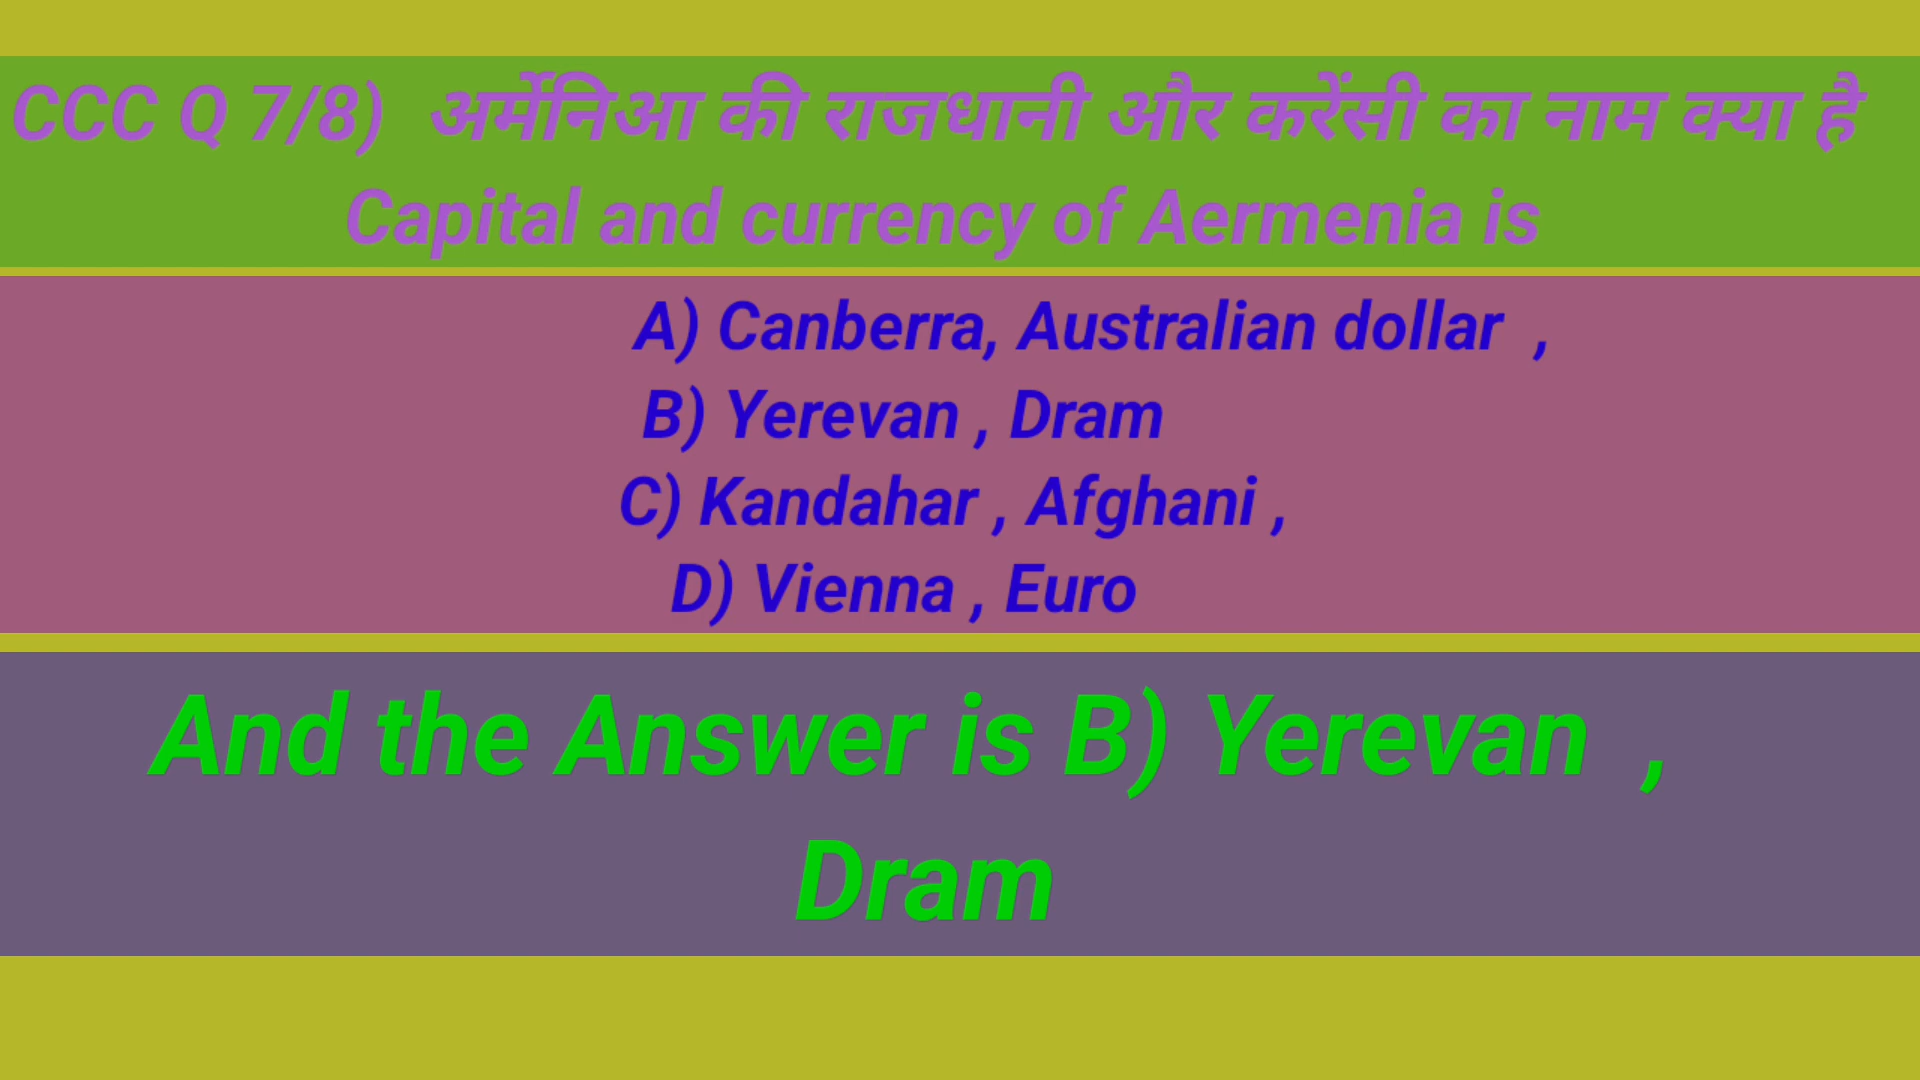 CCC Q 7/8) अर्मेनिआ की राजधानी और करेंसी का नाम क्या है
Capital and currency of Aermenia is
A) Canberra, Australian dollar ,
B) Yerevan , Dram
C) Kandahar , Afghani ,
D) Vienna , Euro
And the Answer is B) Yerevan ,
Dram